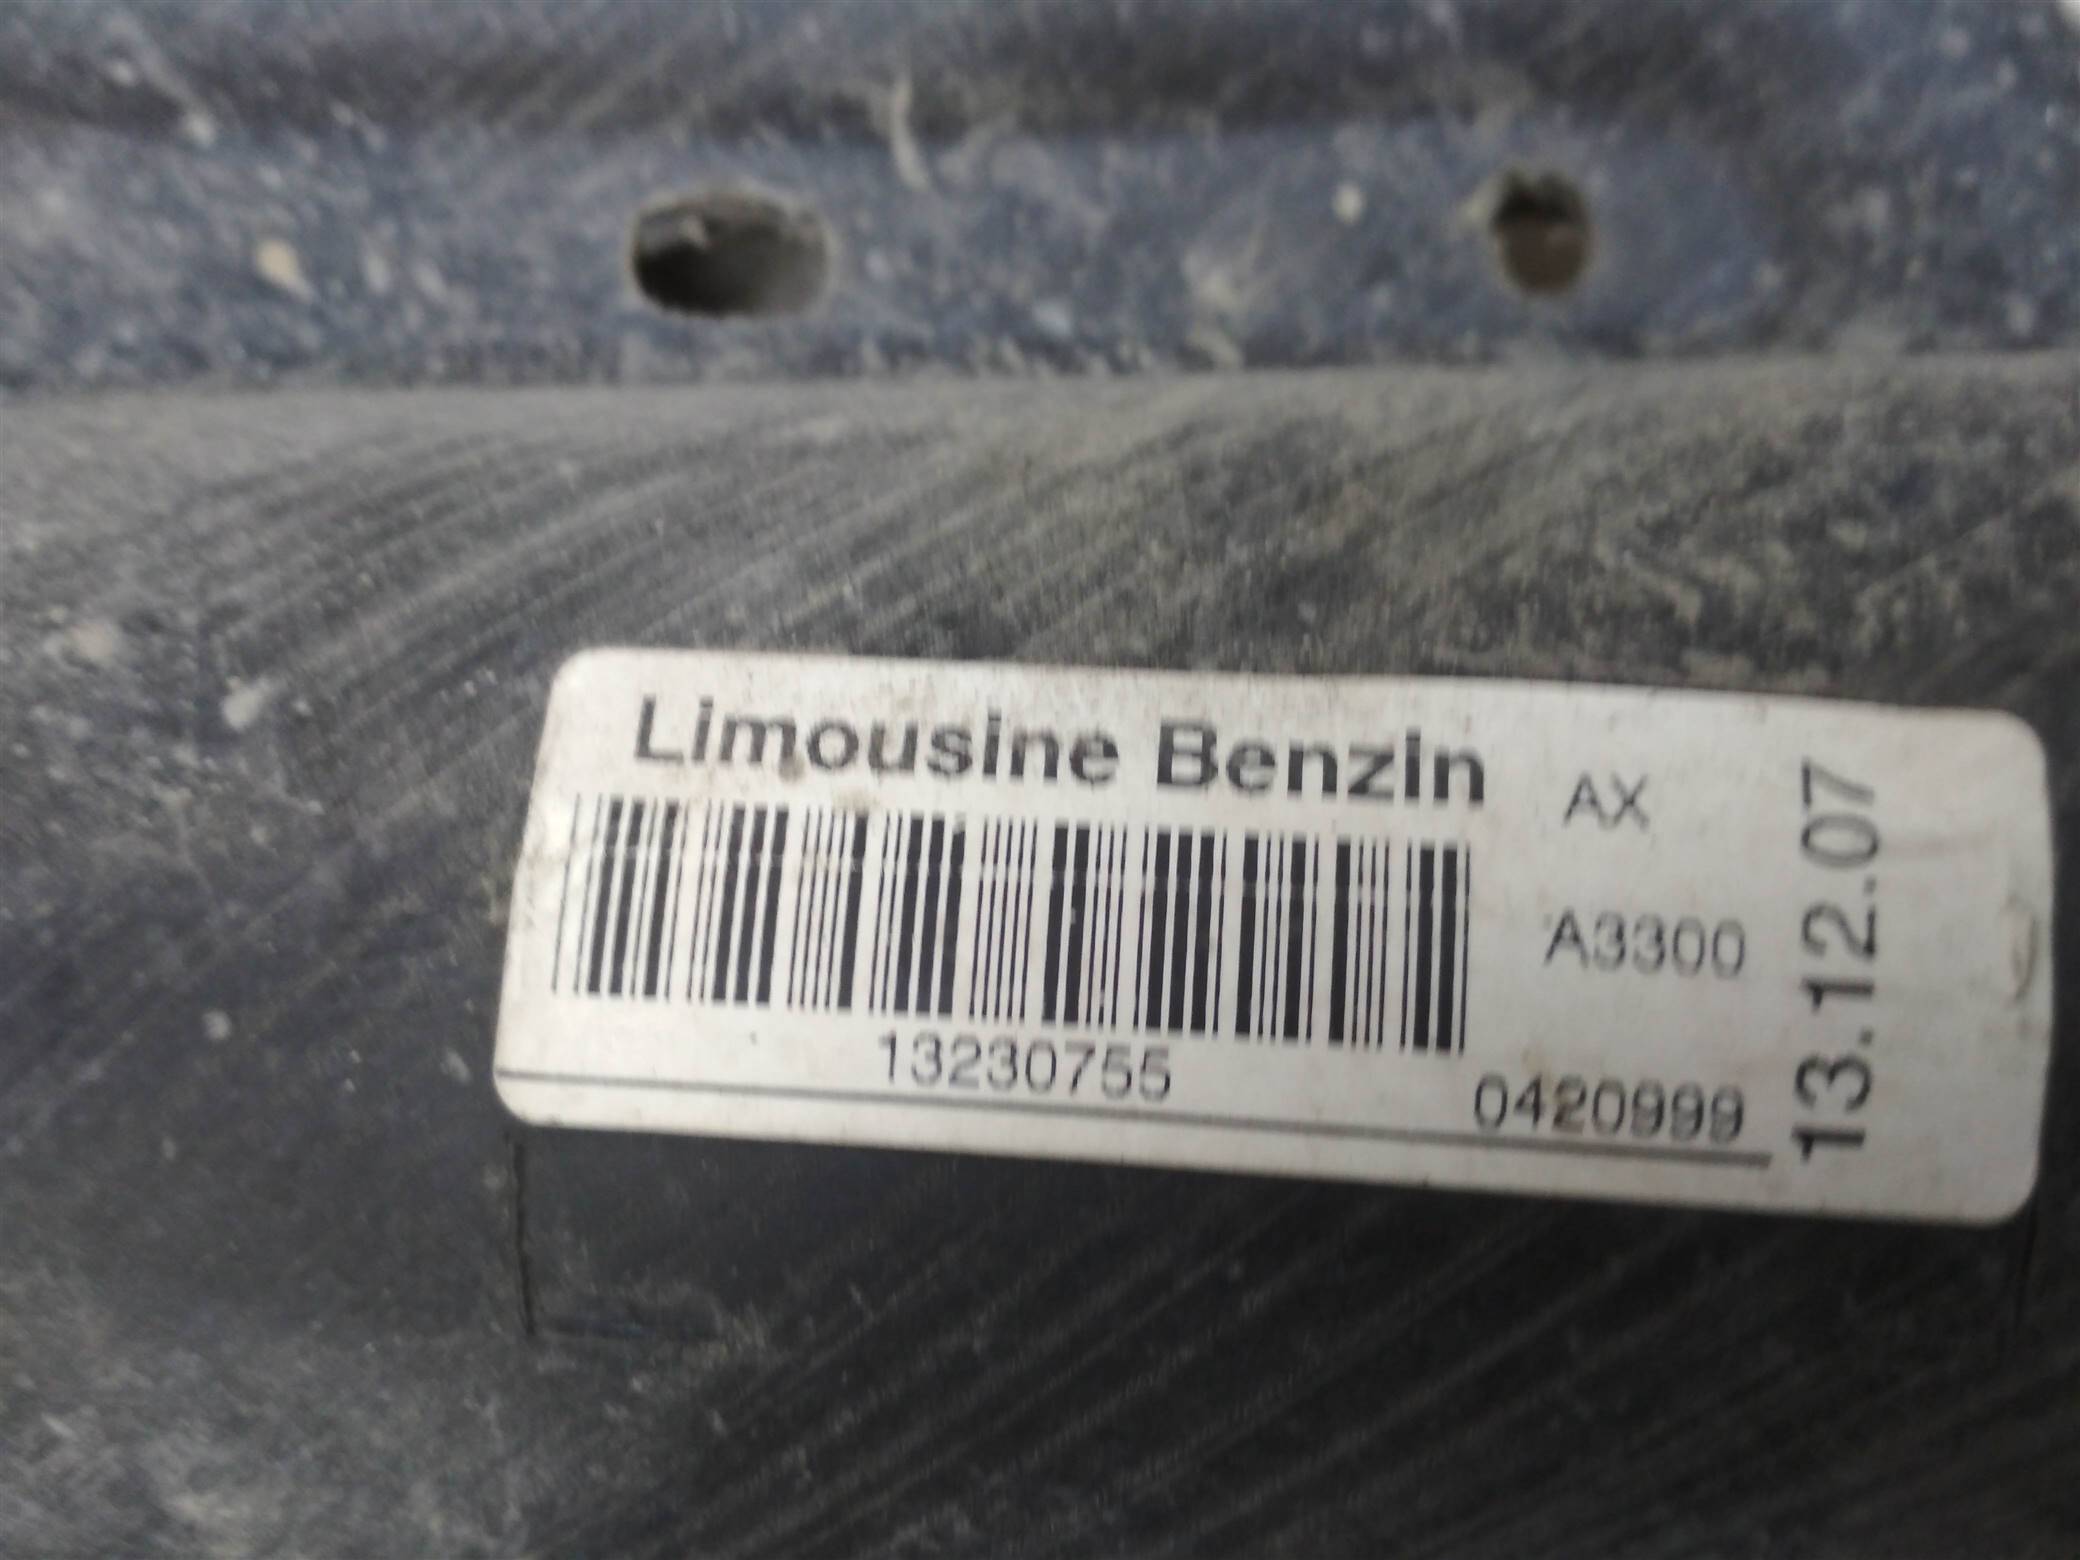 Limousine Benzin
AX
A3300
13230755
0420999
13.12.07